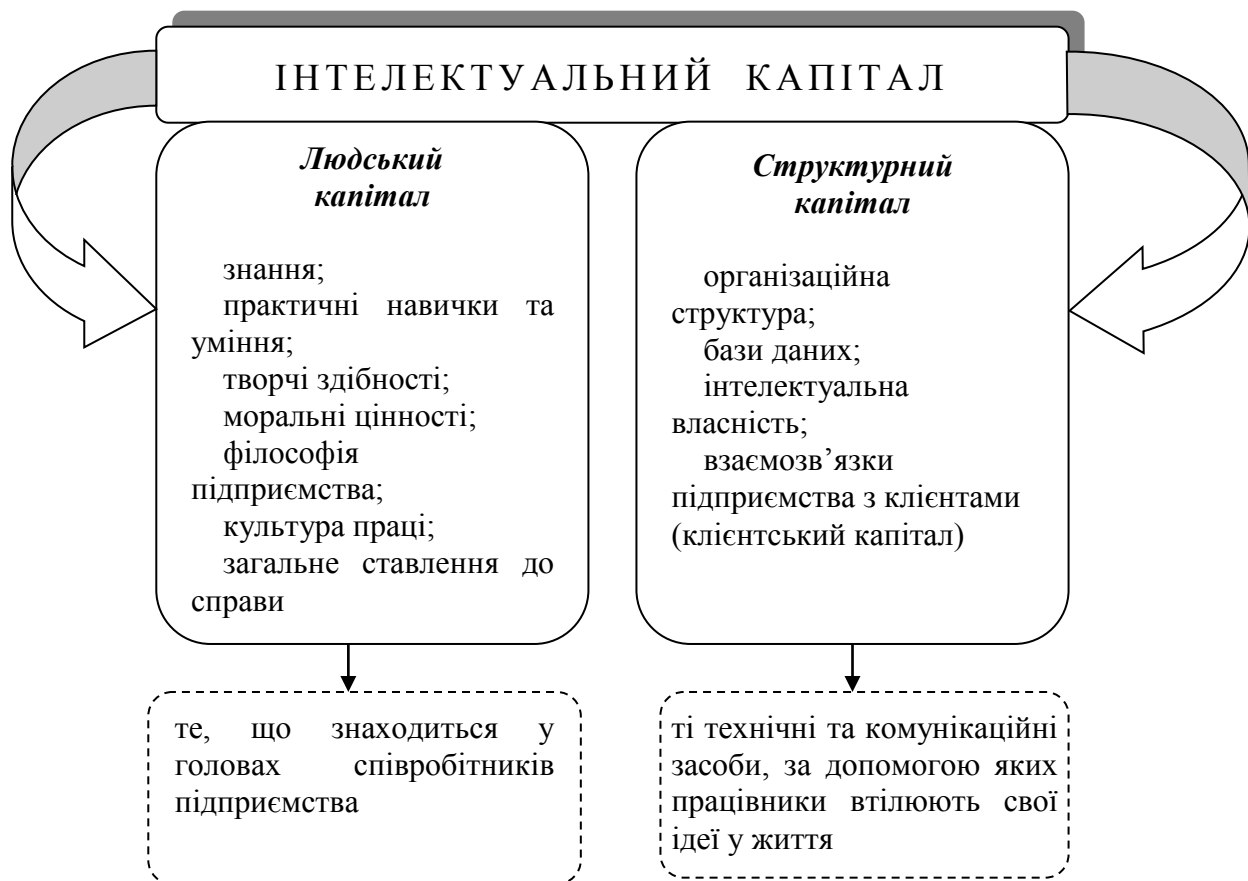 ІНТЕЛЕКТУАЛЬНИЙ КАПІТАЛ
Людський
капітал
знання;
практичні навички та
уміння;
творчі здібності;
моральні цінності;
філософія
підприємства;
культура праці;
загальне ставлення до
справи
Структурний
капітал
організаційна
структура;
бази даних;
інтелектуальна
власність;
взаємозв’язки
підприємства з клієнтами
(клієнтський капітал)
те, що знаходиться у
головах співробітників
підприємства
ті технічні та комунікаційні
засоби, за допомогою яких
працівники втілюють свої
ідеї у життя